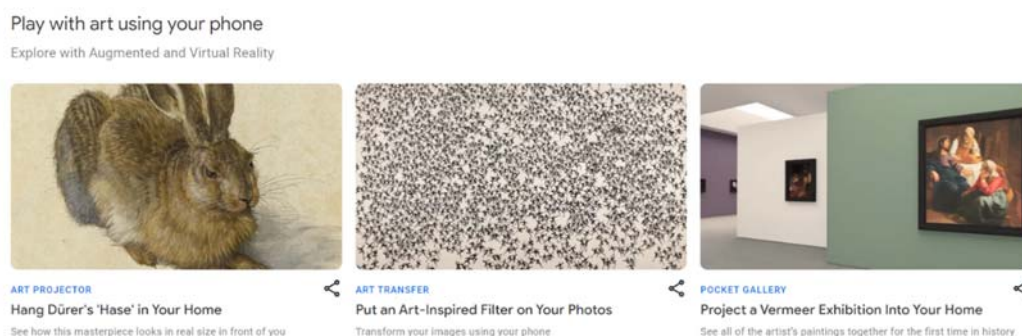 Play with art using your phone
Explore with Augmented and Virtual Reality
ART PROJECTOR
Hang Dürer's 'Hase' in Your Home
See how this masterpiece looks in real size in front of you
ART TRANSFER
Put an Art-Inspired Filter on Your Photos
Transform your images using your phone
POCKET GALLERY
Project a Vermeer Exhibition Into Your Home
See all of the artist's paintings together for the first time in history